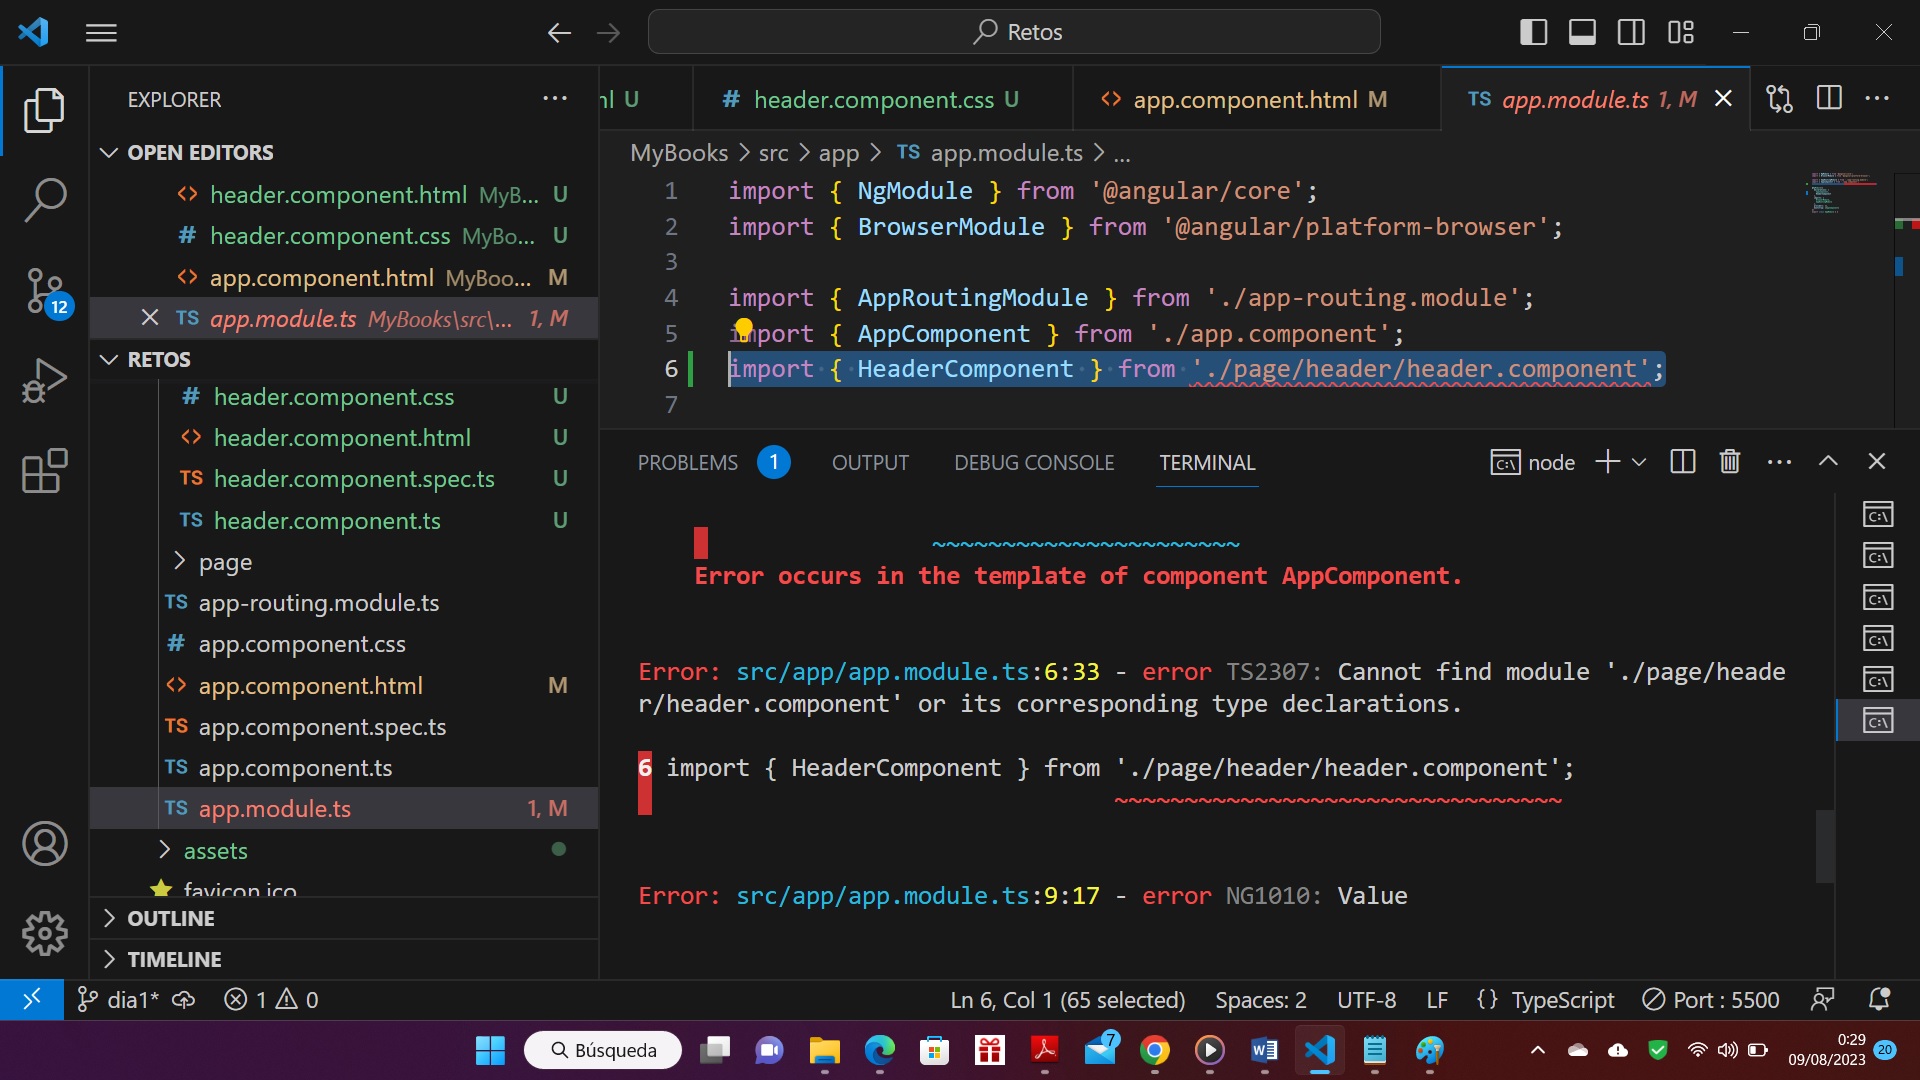 Retos
EXPLORER
OPEN EDITORS
header.component.html MyB... U
header.component.css MyBo... U
app.component.html MyBoo... M
TS app.module.ts MyBooks\src\... 1, M
RETOS
# header.component.css U
header.component.html U
TS header.component.spec.ts U
TS header.component.ts U
page
TS app-routing.module.ts
# app.component.css
app.component.html M
TS app.component.spec.ts
TS app.component.ts
TS app.module.ts 1, M
assets
favicon.ico
OUTLINE
TIMELINE
12
nl U
# header.component.css U
app.component.html M
TS app.module.ts 1, M
MyBooks > src > app > TS app.module.ts > ...
1 import { NgModule } from '@angular/core';
2 import { BrowserModule } from '@angular/platform-browser';
3
4 import { AppRoutingModule } from './app-routing.module';
5 import { AppComponent } from './app.component';
6 import { HeaderComponent } from './page/header/header.component';
7
PROBLEMS 1 OUTPUT DEBUG CONSOLE TERMINAL node
~~~~~~~~~~~~~~~~~~~~~~
Error occurs in the template of component AppComponent.
Error: src/app/app.module.ts:6:33 - error TS2307: Cannot find module './page/heade
r/header.component' or its corresponding type declarations.
6 import { HeaderComponent } from './page/header/header.component';
~~~~~~~~~~~~~~~~~~~~~~~~~~~~~~~~
Error: src/app/app.module.ts:9:17 - error NG1010: Value
dia1* 1 0 Ln 6, Col 1 (65 selected) Spaces: 2 UTF-8 LF {} TypeScript Port : 5500
Búsqueda
7
0:29
09/08/2023 20